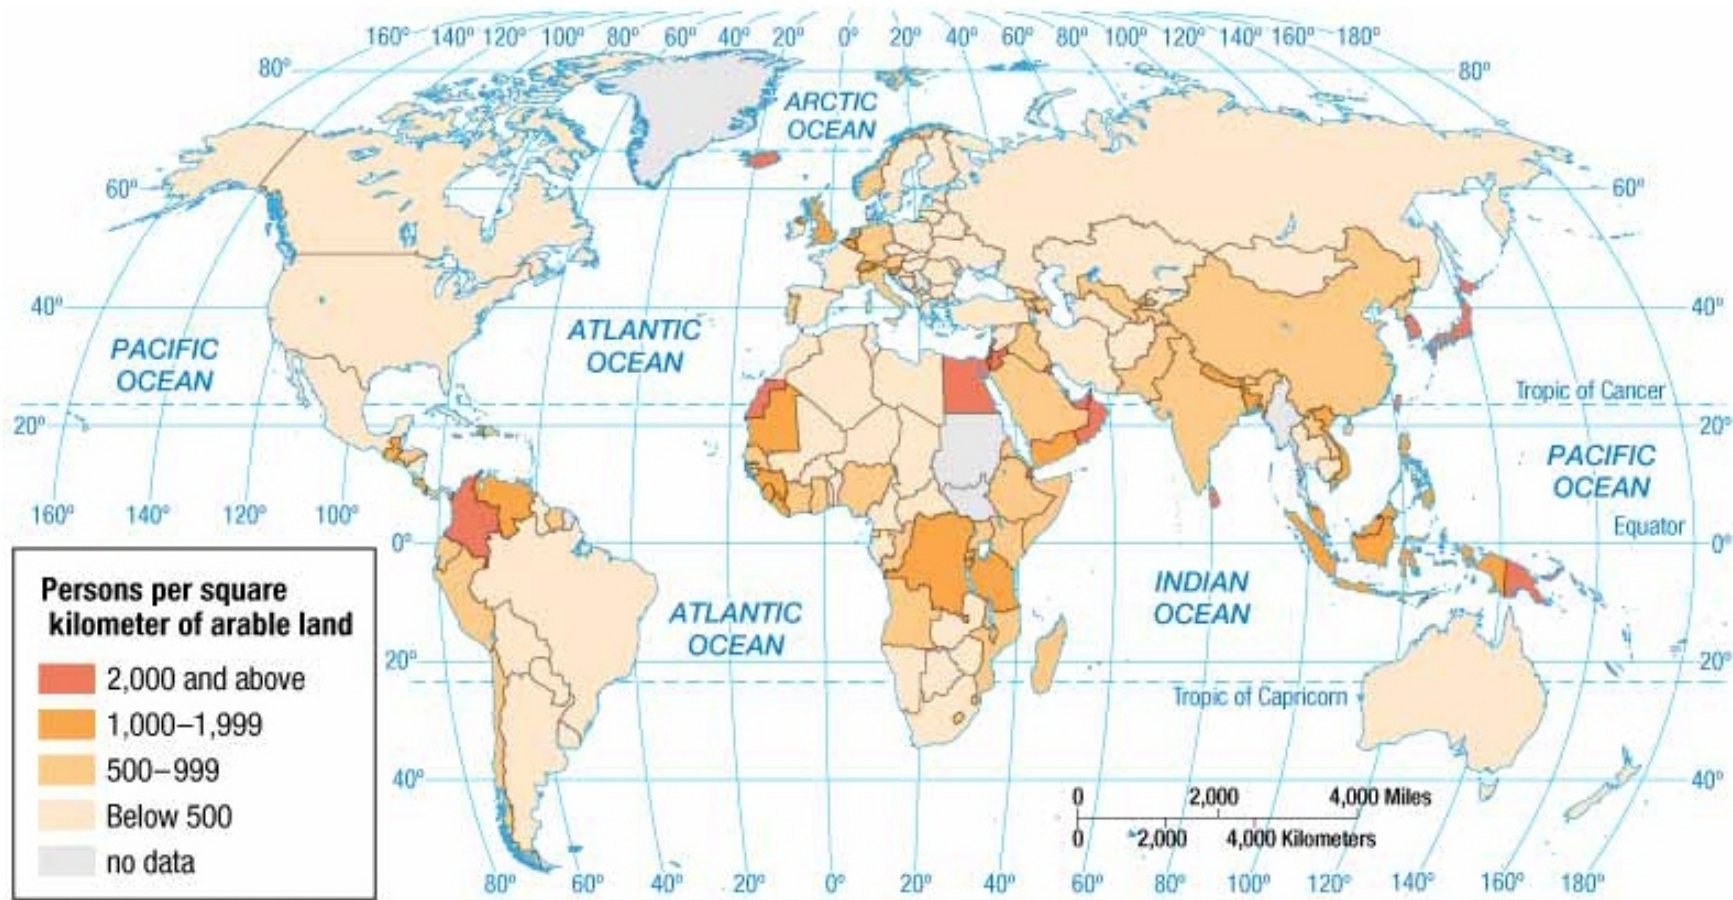 160° 140° 120° 100° 80° 60° 40° 20° 0° 20° 40° 60° 80° 100° 120° 140° 160° 180°
80° 80°
ARCTIC
OCEAN
60° 60°
40° 40°
ATLANTIC
OCEAN
PACIFIC
OCEAN
Tropic of Cancer
20° 20°
PACIFIC
OCEAN
160° 140° 120° 100°
Equator
0° 0°
INDIAN
OCEAN
ATLANTIC
OCEAN
20° 20°
Tropic of Capricorn
40° 40°
0 2,000 4,000 Miles
0 2,000 4,000 Kilometers
80° 60° 40° 20° 0° 20° 40° 60° 80° 100° 120° 140° 160° 180°
Persons per square
kilometer of arable land
2,000 and above
1,000–1,999
500–999
Below 500
no data